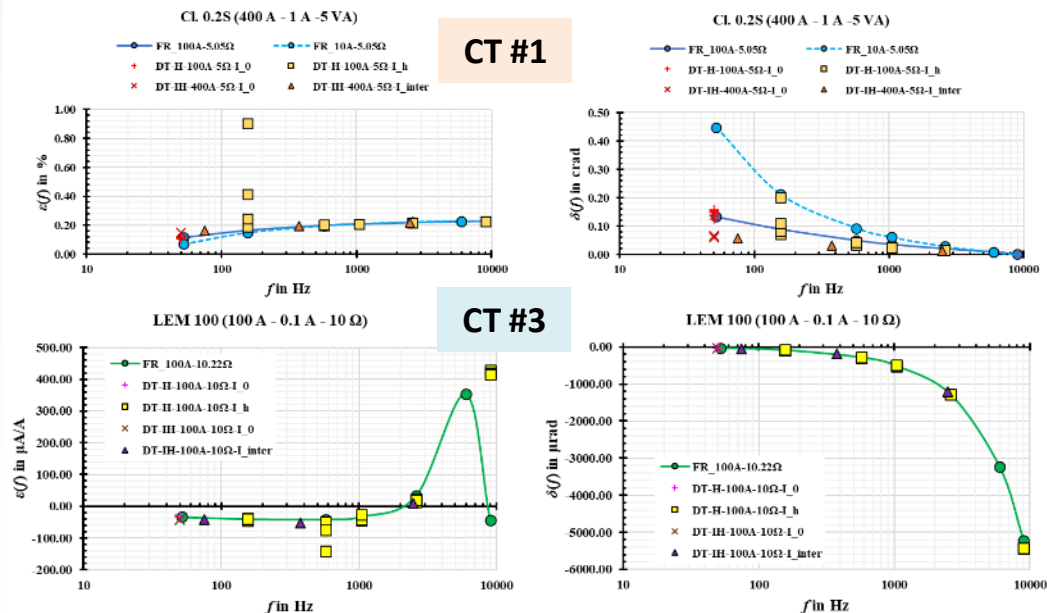 Cl. 0.2S (400 A - 1 A -5 VA)
FR_100A-5.05Ω
FR_10A-5.05Ω
DT-H-100A-5Ω-I_0
DT-H-100A-5Ω-I_h
DT-IH-400A-5Ω-I_0
DT-IH-400A-5Ω-I_inter
CT #1
Cl. 0.2S (400 A - 1 A -5 VA)
FR_100A-5.05Ω
FR_10A-5.05Ω
DT-H-100A-5Ω-I_0
DT-H-100A-5Ω-I_h
DT-IH-400A-5Ω-I_0
DT-IH-400A-5Ω-I_inter
ε(f) in %
1.00
0.80
0.60
0.40
0.20
0.00
10 100 1000 10000
f in Hz
δ(f) in crad
0.50
0.40
0.30
0.20
0.10
0.00
10 100 1000 10000
f in Hz
CT #3
LEM 100 (100 A - 0.1 A - 10 Ω)
ε(f) in µA/A
500.00
400.00
300.00
200.00
100.00
0.00
-100.00
-200.00
FR_100A-10.22Ω
DT-H-100A-10Ω-I_0
DT-H-100A-10Ω-I_h
DT-IH-100A-10Ω-I_0
DT-IH-100A-10Ω-I_inter
10 100 1000 10000
f in Hz
LEM 100 (100 A - 0.1 A - 10 Ω)
δ(f) in µrad
0.00
-1000.00
-2000.00
-3000.00
-4000.00
-5000.00
-6000.00
FR_100A-10.22Ω
DT-H-100A-10Ω-I_0
DT-H-100A-10Ω-I_h
DT-IH-100A-10Ω-I_0
DT-IH-100A-10Ω-I_inter
10 100 1000 10000
f in Hz